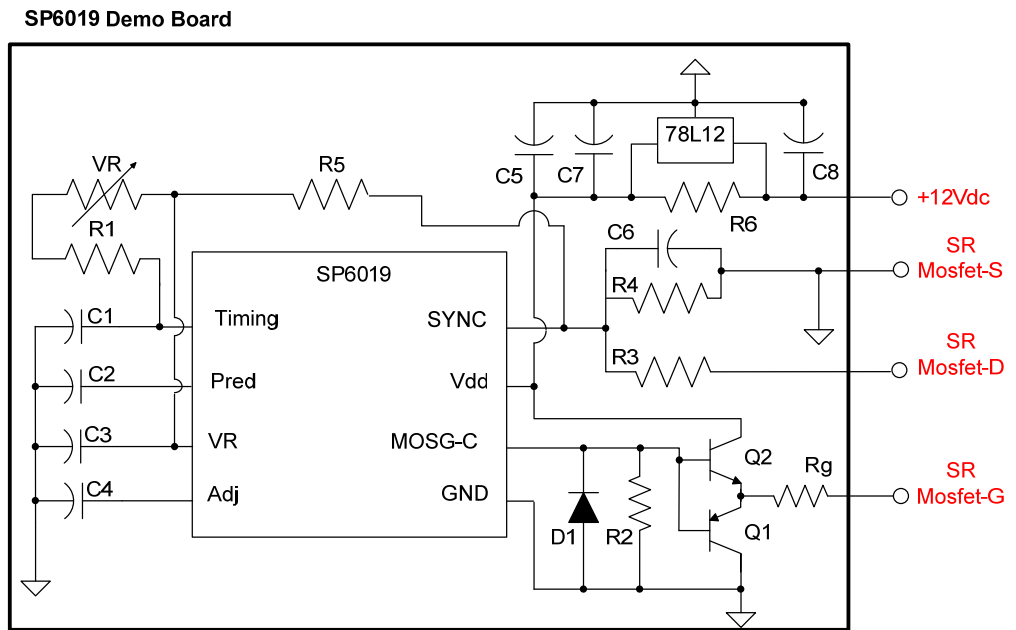 SP6019 Demo Board
78L12
VR
R5
C5
C7
C8
R6
+12Vdc
R1
C6
SR
Mosfet-S
SP6019
R4
C1
Timing
SYNC
R3
SR
Mosfet-D
C2
Pred
Vdd
C3
VR
MOSG-C
Q2
Rg
SR
Mosfet-G
C4
Adj
GND
D1
R2
Q1